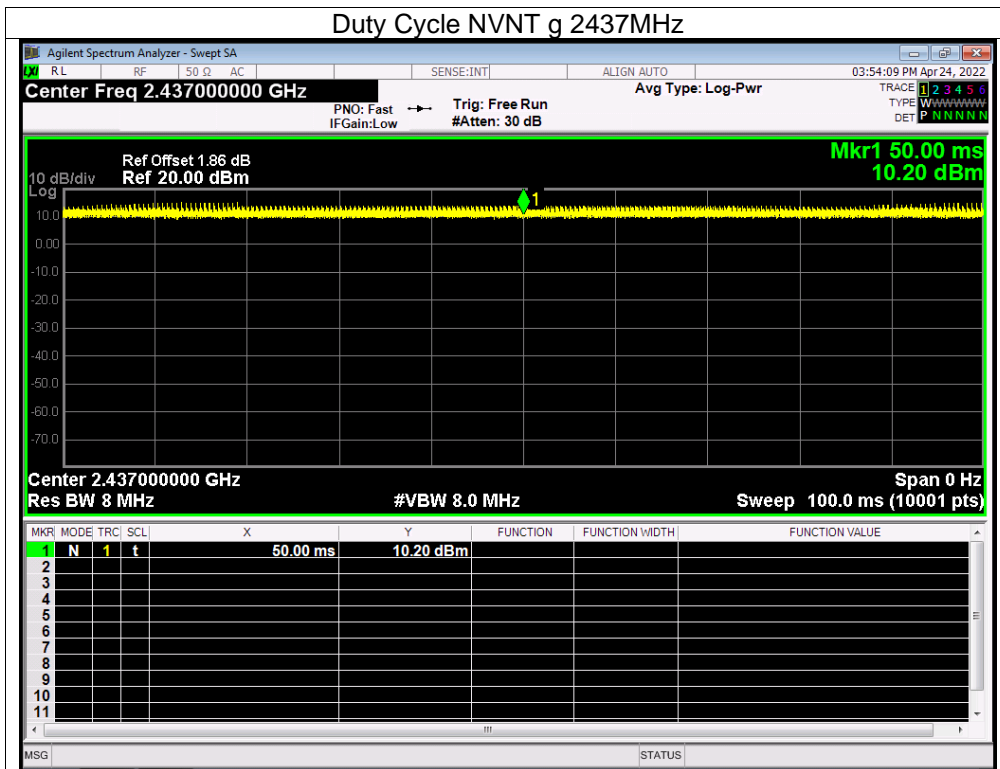 Duty Cycle NVNT g 2437MHz
Agilent Spectrum Analyzer - Swept SA
LXI RL RF 50 Ω AC SENSE:INT ALIGN AUTO 03:54:09 PM Apr 24, 2022
Center Freq 2.437000000 GHz Avg Type: Log-Pwr TRACE 1 2 3 4 5 6
PNO: Fast Trig: Free Run TYPE WWWWWW
IFGain:Low #Atten: 30 dB DET P N N N N N
Mkr1 50.00 ms
Ref Offset 1.86 dB
10 dB/div Ref 20.00 dBm 10.20 dBm
Log
1
10.0
0.00
-10.0
-20.0
-30.0
-40.0
-50.0
-60.0
-70.0
Center 2.437000000 GHz Span 0 Hz
Res BW 8 MHz #VBW 8.0 MHz Sweep 100.0 ms (10001 pts)
MKR MODE TRC SCL X Y FUNCTION FUNCTION WIDTH FUNCTION VALUE
1 N 1 t 50.00 ms 10.20 dBm
2
3
4
5
6
7
8
9
10
11
MSG STATUS